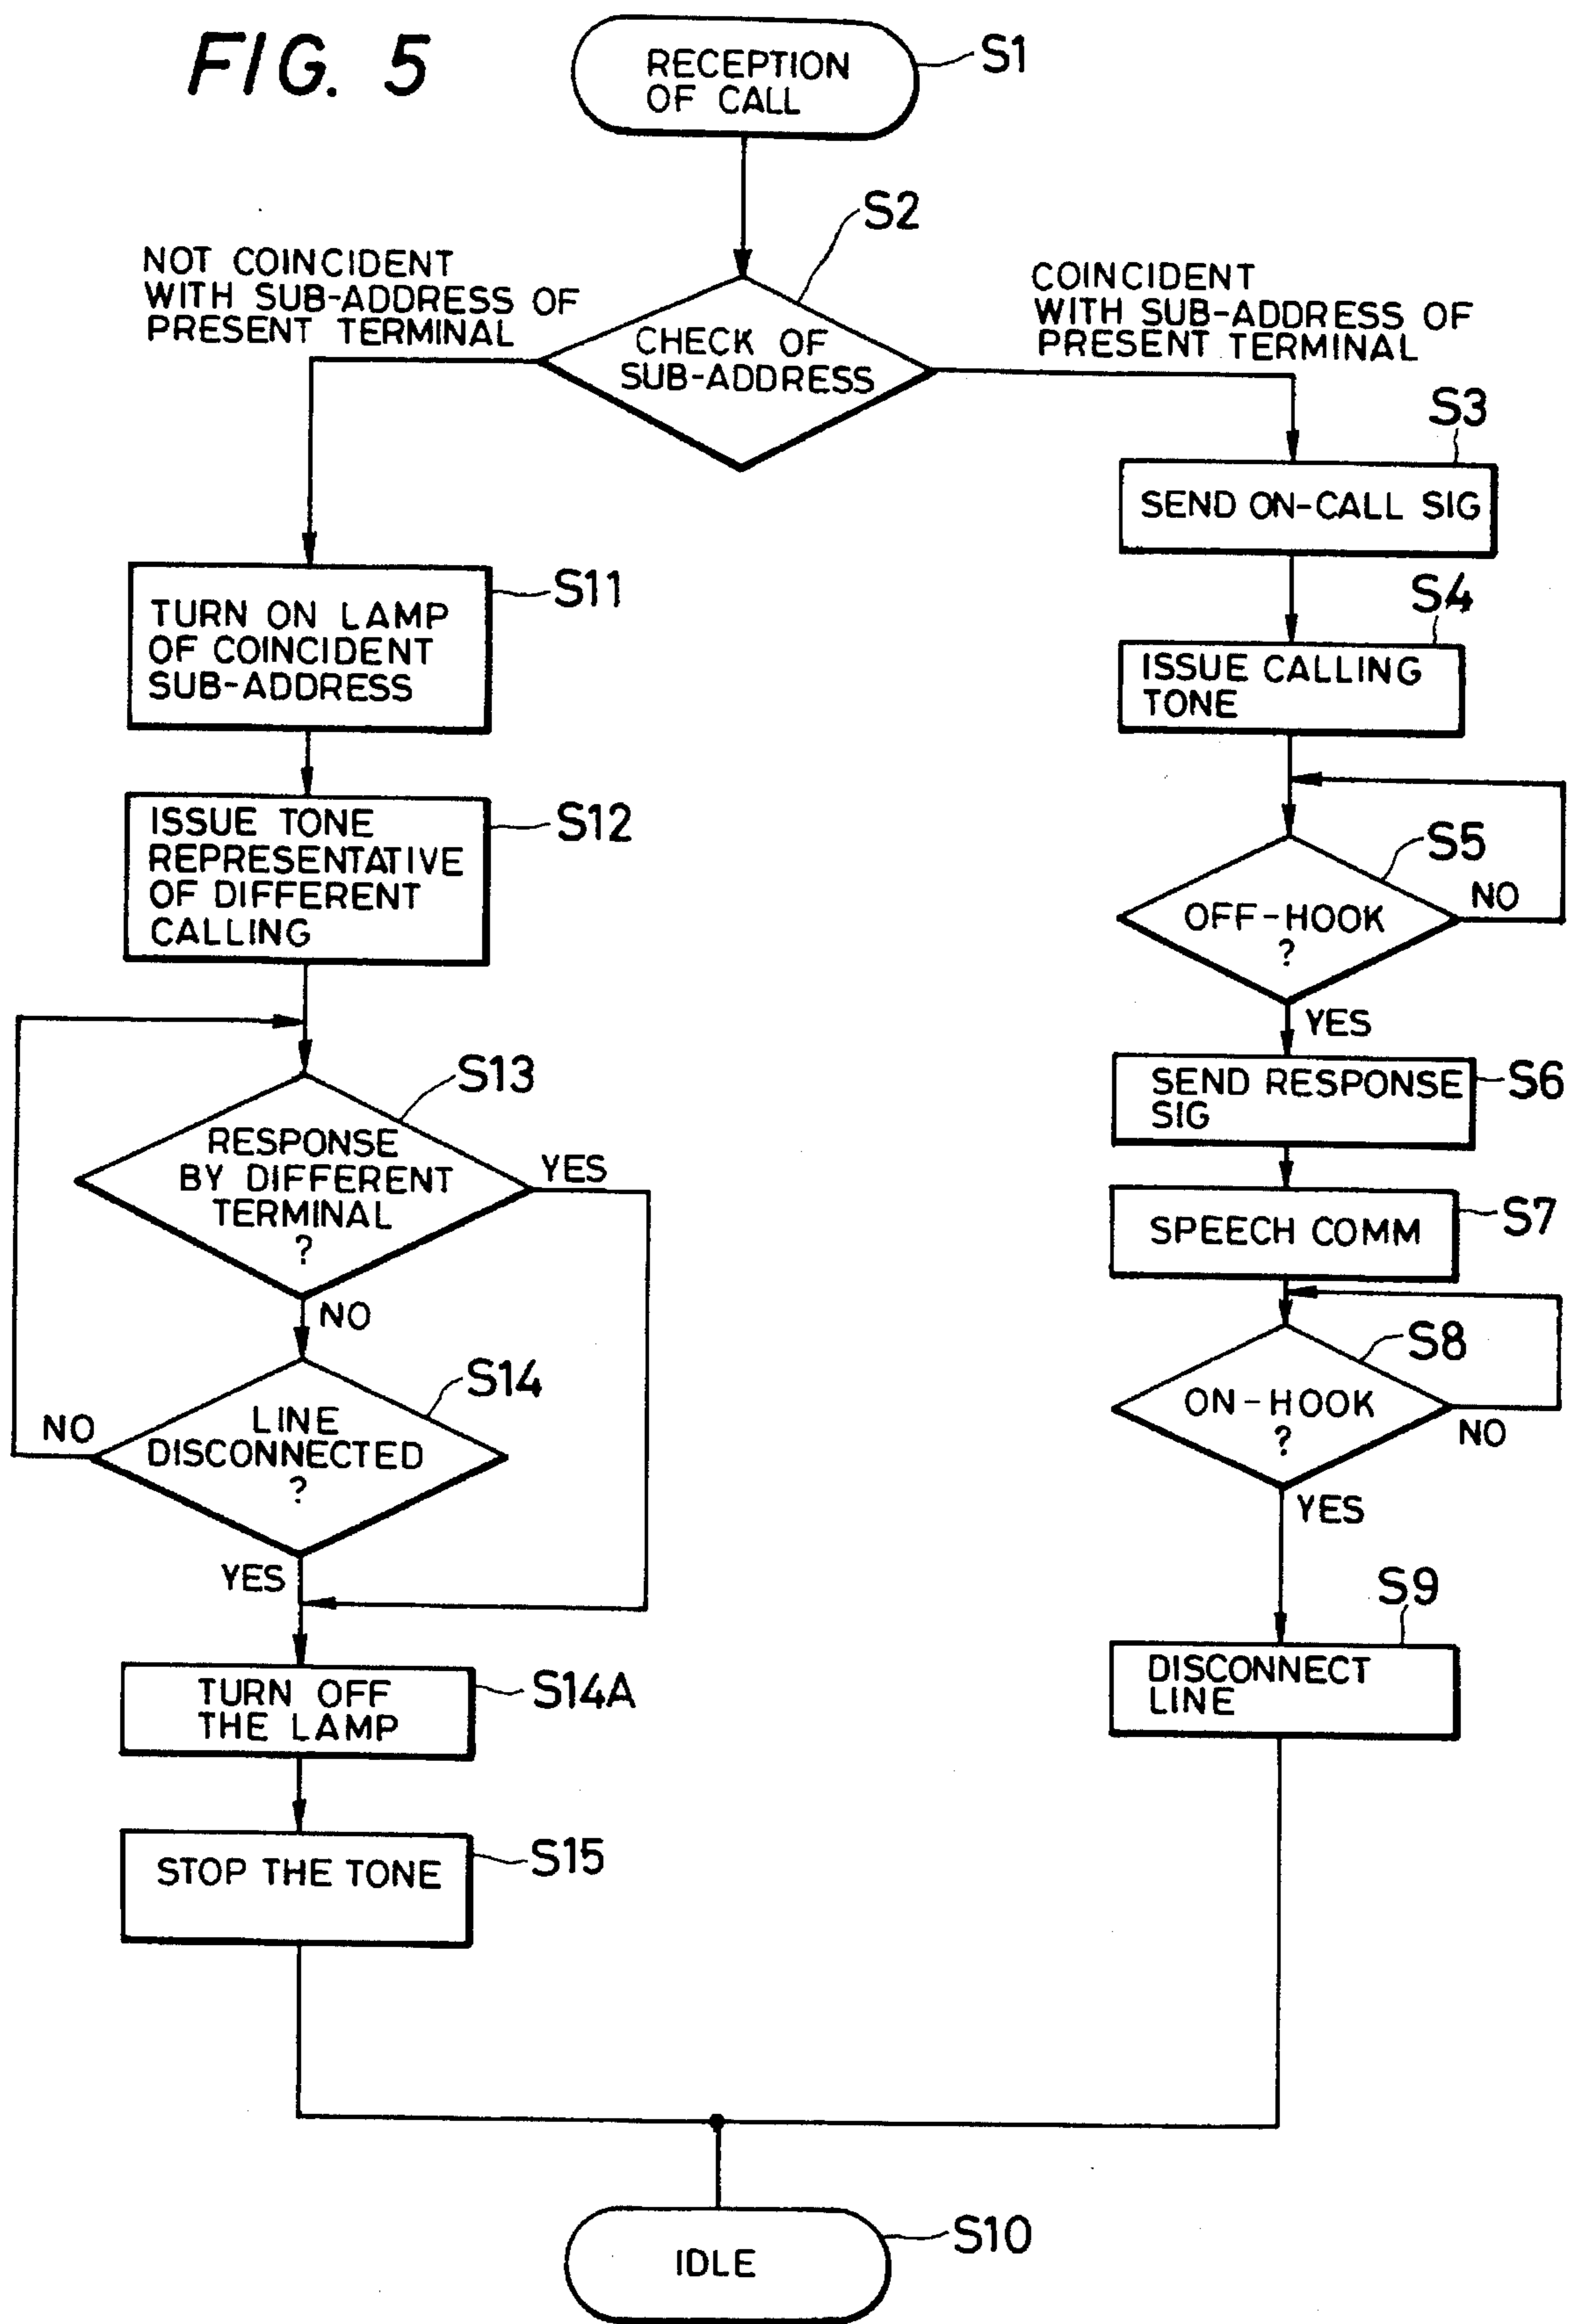 FIG. 5
RECEPTION
OF CALL
S1
S2
NOT COINCIDENT
WITH SUB-ADDRESS OF
PRESENT TERMINAL
COINCIDENT
WITH SUB-ADDRESS OF
PRESENT TERMINAL
CHECK OF
SUB-ADDRESS
S3
SEND ON-CALL SIG
S4
ISSUE CALLING
TONE
S5
OFF-HOOK
?
NO
YES
SEND RESPONSE
SIG
S6
SPEECH COMM
S7
S8
ON-HOOK
?
NO
YES
S9
DISCONNECT
LINE
S11
TURN ON LAMP
OF COINCIDENT
SUB-ADDRESS
S12
ISSUE TONE
REPRESENTATIVE
OF DIFFERENT
CALLING
S13
RESPONSE
BY DIFFERENT
TERMINAL
?
YES
NO
S14
LINE
DISCONNECTED
?
NO
YES
TURN OFF
THE LAMP
S14A
STOP THE TONE
S15
IDLE
S10